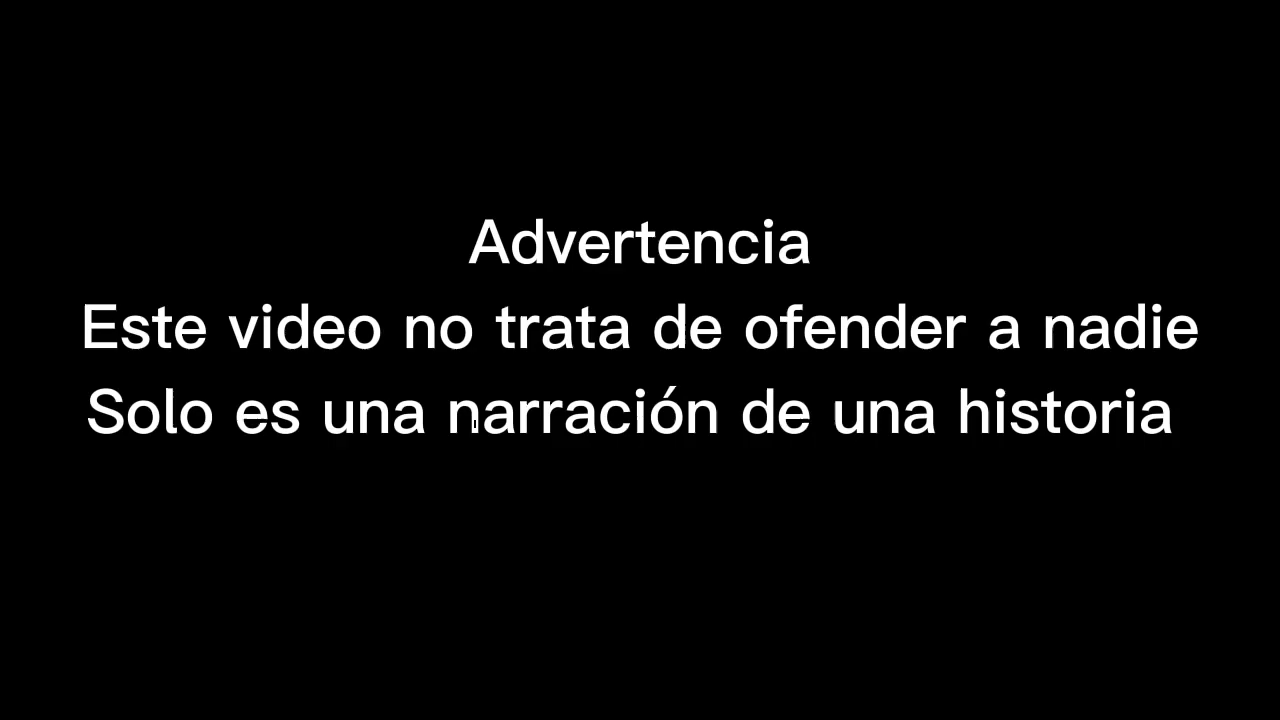 Advertencia
Este video no trata de ofender a nadie
Solo es una narración de una historia